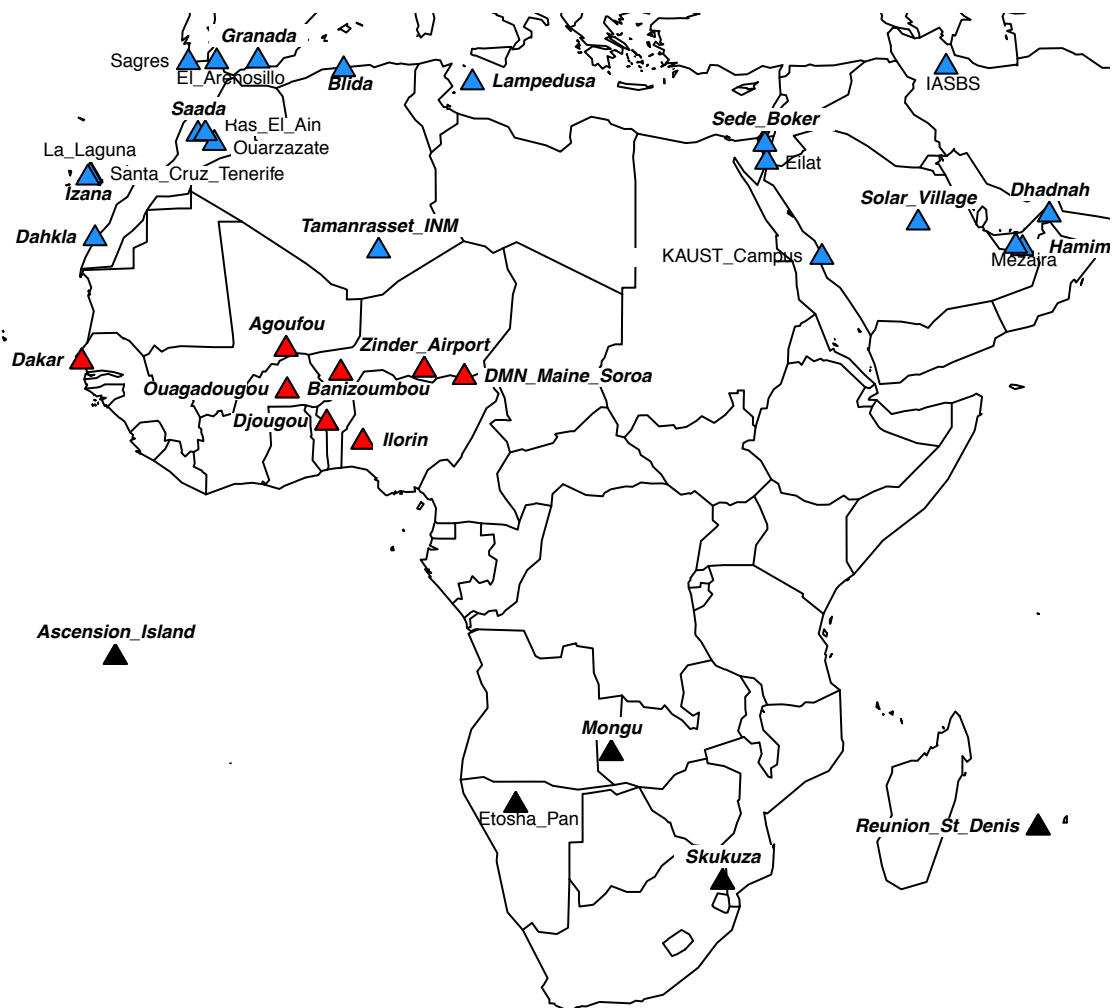 Granada
Sagres
El_Arenosillo
Blida
Lampedusa
IASBS
Saada
Ras_El_Ain
Ouarzazate
Sede_Boker
Eilat
La_Laguna
Santa_Cruz_Tenerife
Izana
Solar_Village
Dhadnah
Dahkla
Tamanrasset_INM
KAUST_Campus
Mezaira
Hamim
Agoufou
Zinder_Airport
Dakar
DMN_Maine_Soroa
Ouagadougou
Banizoumbou
Djougou
Ilorin
Ascension_Island
Mongu
Etosha_Pan
Reunion_St_Denis
Skukuza